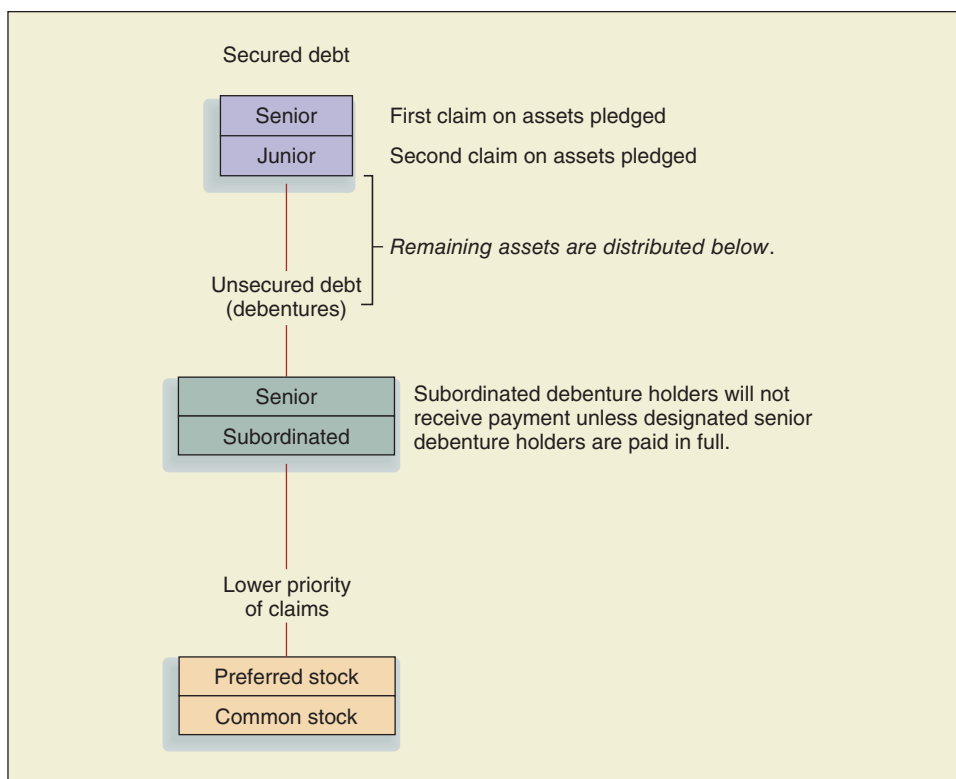 Secured debt
Senior
First claim on assets pledged
Junior
Second claim on assets pledged
Remaining assets are distributed below.
Unsecured debt
(debentures)
Senior
Subordinated
Subordinated debenture holders will not
receive payment unless designated senior
debenture holders are paid in full.
Lower priority
of claims
Preferred stock
Common stock